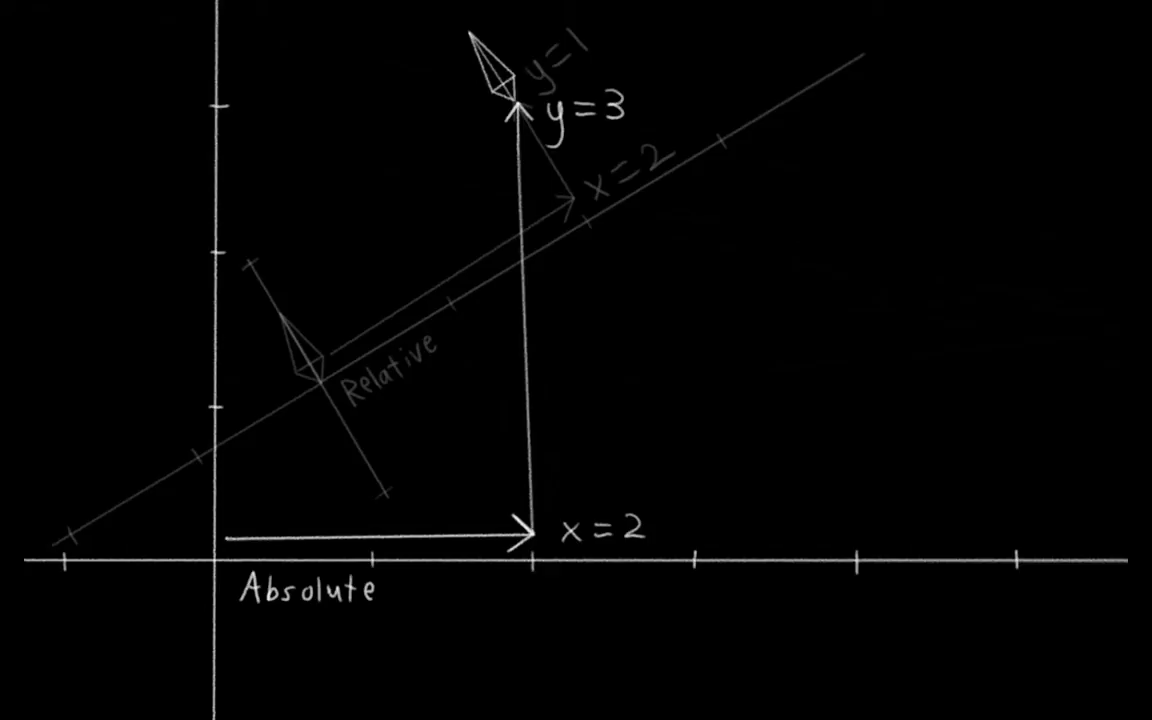 y=1
y=3
x=2
Relative
x=2
Absolute